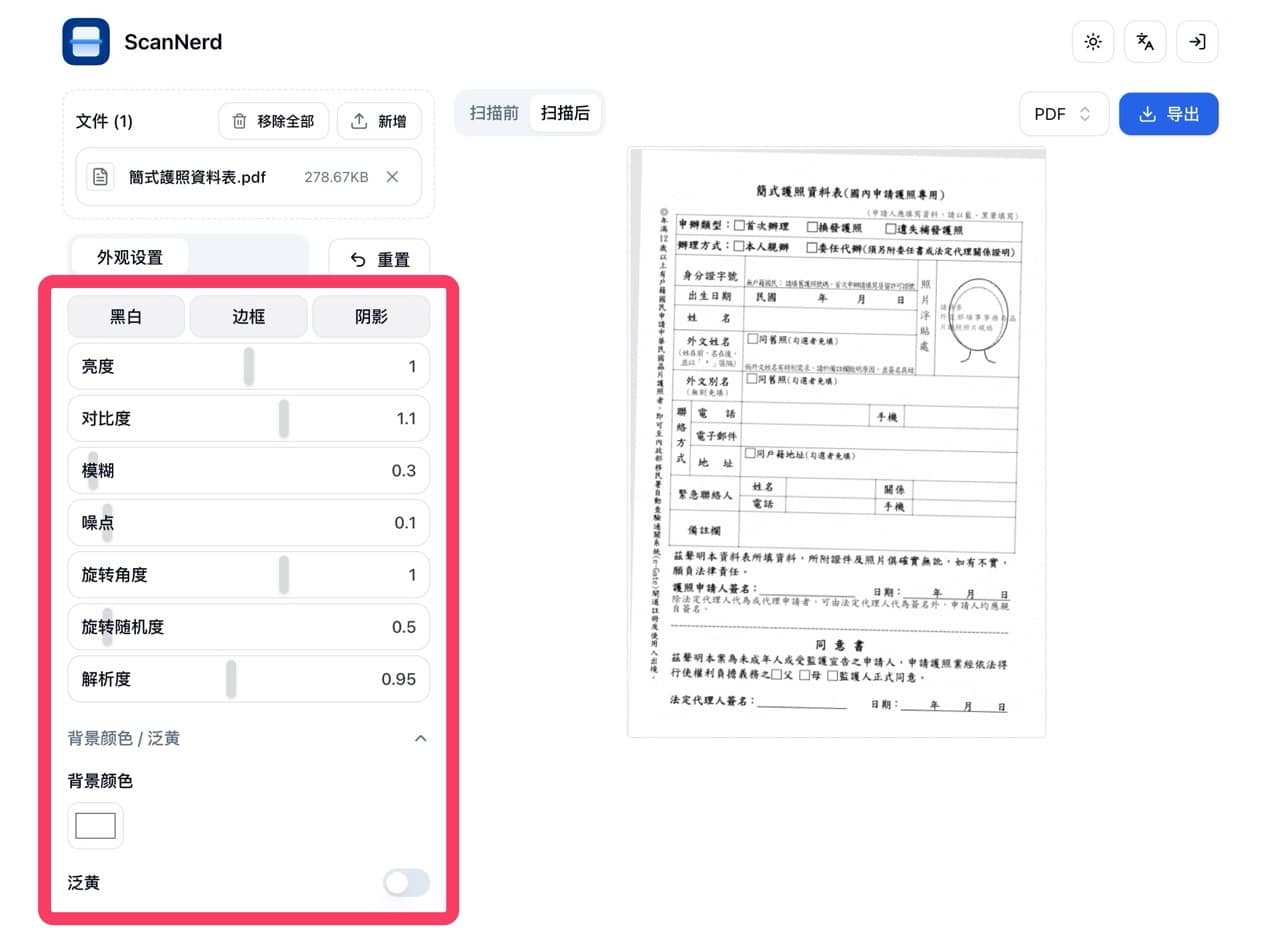 ScanNerd
文件 (1)
移除全部
新增
簡式護照資料表.pdf
278.67KB
外观设置
重置
黑白
边框
阴影
亮度
1
对比度
1.1
模糊
0.3
噪点
0.1
旋转角度
1
旋转随机度
0.5
解析度
0.95
背景颜色 / 泛黄
背景颜色
泛黄
扫描前
扫描后
PDF
导出
簡式護照資料表(國內申請護照專用)
(申請人應填寫資料,請以藍、黑筆填寫)
申辦類型:□首次辦理 □換發護照 □遺失補發護照
辦理方式:□本人親辦 □委任代辦(須另附委任書或法定代理關係證明)
身分證字號
出生日期 民國 年 月 日
照片浮貼處
姓 名
外文姓名
□同舊照(勾選者免填)
外文別名
(無則免填)
□同舊照(勾選者免填)
聯絡方式
電 話
手機
電子郵件
地 址
□同戶籍地址(勾選者免填)
緊急聯絡人
姓名
關係
電話
手機
備註欄
茲聲明本資料表所填資料,所附證件及照片俱確實無訛,如有不實,
願負法律責任。
護照申請人簽名: 日期: 年 月 日
除法定代理人代為或代理申請者,可由法定代理人代為簽名外,申請人均應親
自簽名。
同意書
茲聲明本案為未成年人或受監護宣告之申請人,申請護照業經依法得
行使權利負擔義務之□父 □母 □監護人正式同意。
法定代理人簽名: 日期: 年 月 日